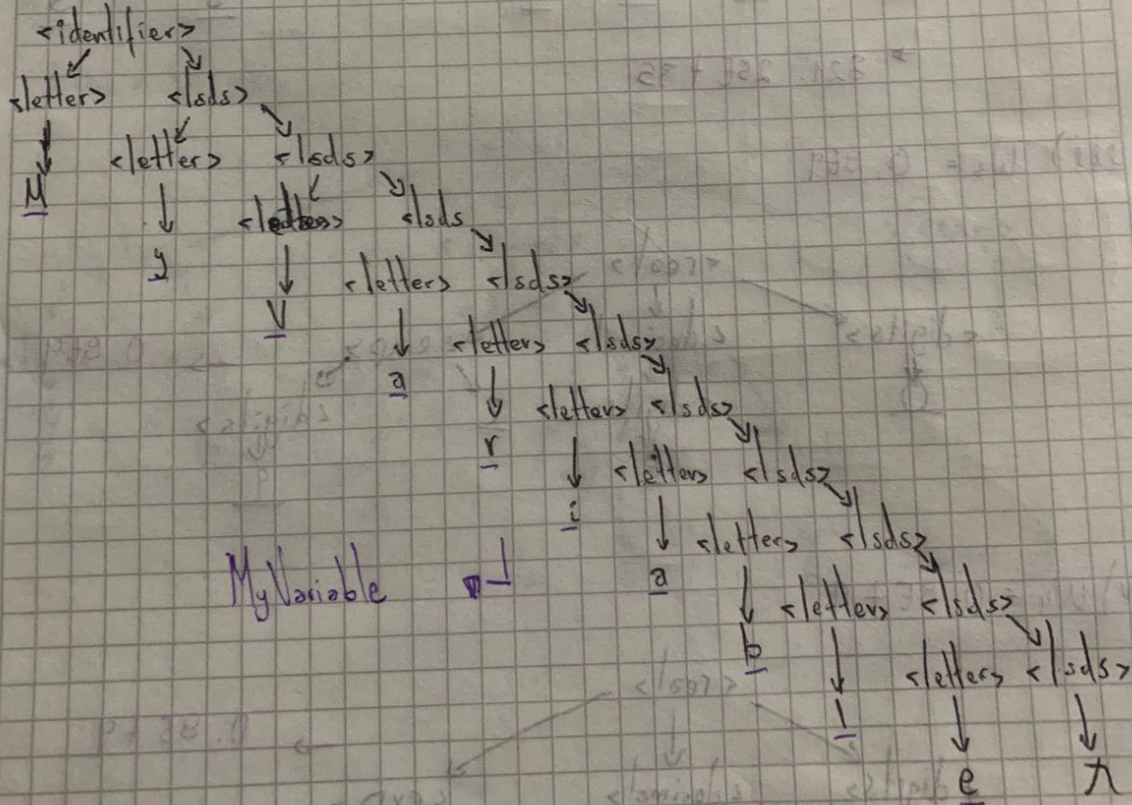 <identifier>
<letter> <lsds>
M <letter> <lsds>
y <letter> <lsds
V <letter> <lsds>
a <letter> <lsds>
r <letter> <lsds>
i <letter> <lsds>
a <letter> <lsds>
MyVariable
b <letter> <lsds>
l <letter> <lsds>
e λ